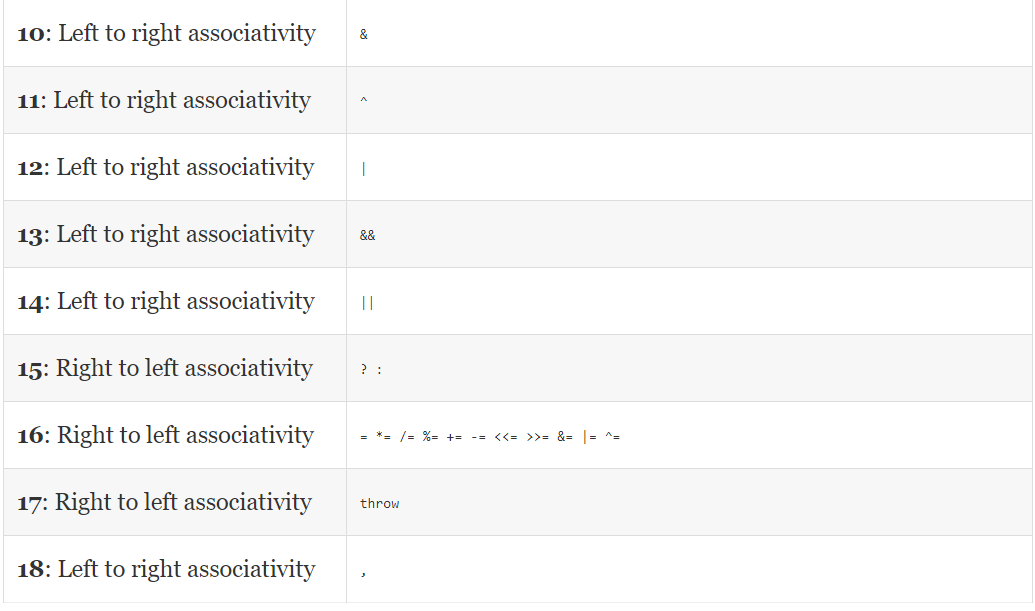 10: Left to right associativity &
11: Left to right associativity ^
12: Left to right associativity |
13: Left to right associativity &&
14: Left to right associativity ||
15: Right to left associativity ? :
16: Right to left associativity = *= /= %= += -= <<= >>= &= |= ^=
17: Right to left associativity throw
18: Left to right associativity ,